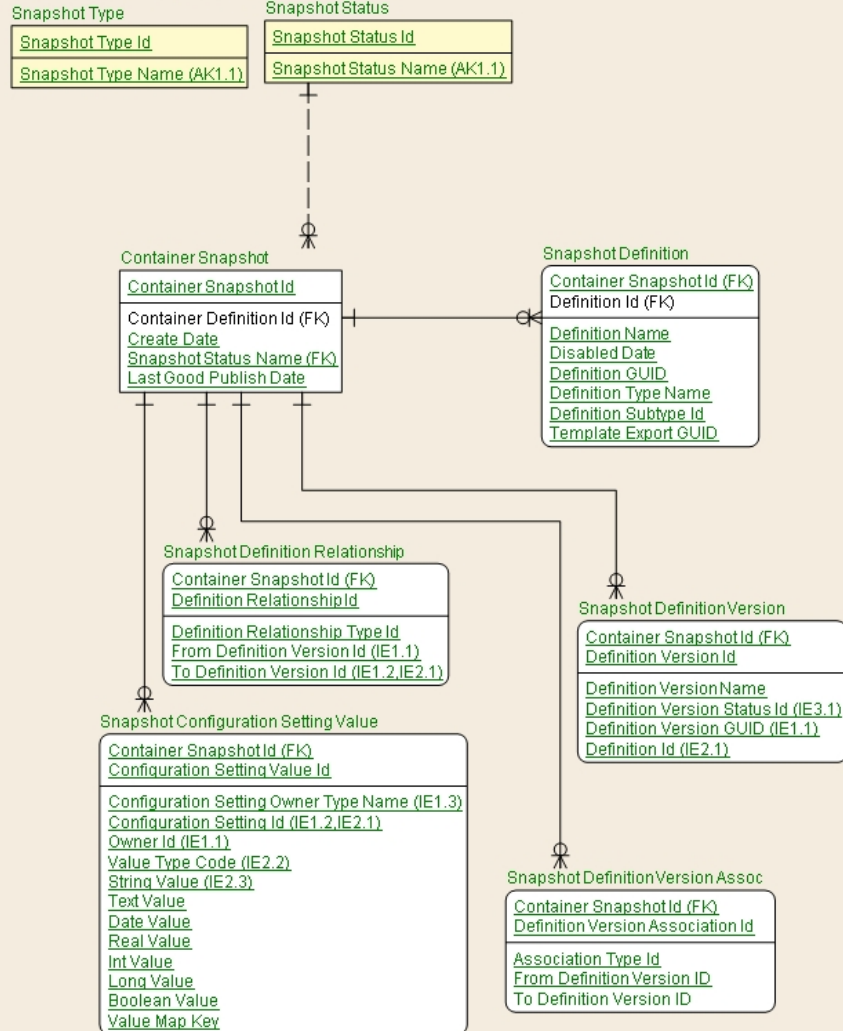 Snapshot Type
Snapshot Type Id
Snapshot Type Name (AK1.1)
Snapshot Status
Snapshot Status Id
Snapshot Status Name (AK1.1)
Container Snapshot
Container Snapshot Id
Container Definition Id (FK)
Create Date
Snapshot Status Name (FK)
Last Good Publish Date
Snapshot Definition
Container Snapshot Id (FK)
Definition Id (FK)
Definition Name
Disabled Date
Definition GUID
Definition Type Name
Definition Subtype Id
Template Export GUID
Snapshot Definition Relationship
Container Snapshot Id (FK)
Definition Relationship Id
Definition Relationship Type Id
From Definition Version Id (IE1.1)
To Definition Version Id (IE1.2,IE2.1)
Snapshot Definition Version
Container Snapshot Id (FK)
Definition Version Id
Definition Version Name
Definition Version Status Id (IE3.1)
Definition Version GUID (IE1.1)
Definition Id (IE2.1)
Snapshot Configuration Setting Value
Container Snapshot Id (FK)
Configuration Setting Value Id
Configuration Setting Owner Type Name (IE1.3)
Configuration Setting Id (IE1.2,IE2.1)
Owner Id (IE1.1)
Value Type Code (IE2.2)
String Value (IE2.3)
Text Value
Date Value
Real Value
Int Value
Long Value
Boolean Value
Value Map Key
Snapshot Definition Version Assoc
Container Snapshot Id (FK)
Definition Version Association Id
Association Type Id
From Definition Version ID
To Definition Version ID